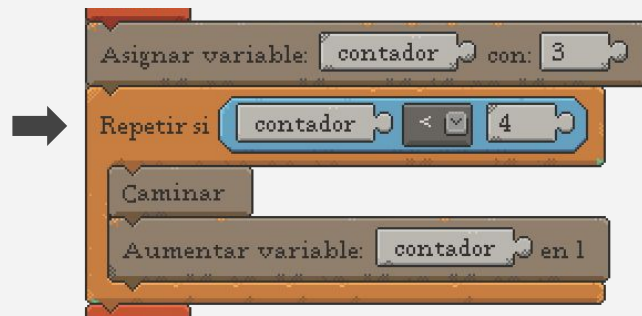 Asignar variable: contador con: 3
Repetir si contador < 4
Caminar
Aumentar variable: contador en 1